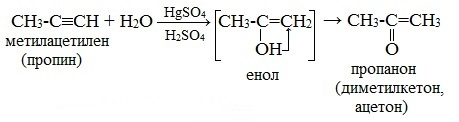 CH₃-C≡CH + H₂O HgSO₄ → H₂SO₄ [CH₃-C=CH₂] → CH₃-C=CH₃
OH O
метилацетилен
(пропин)
енол
пропанон
(диметилкетон,
ацетон)